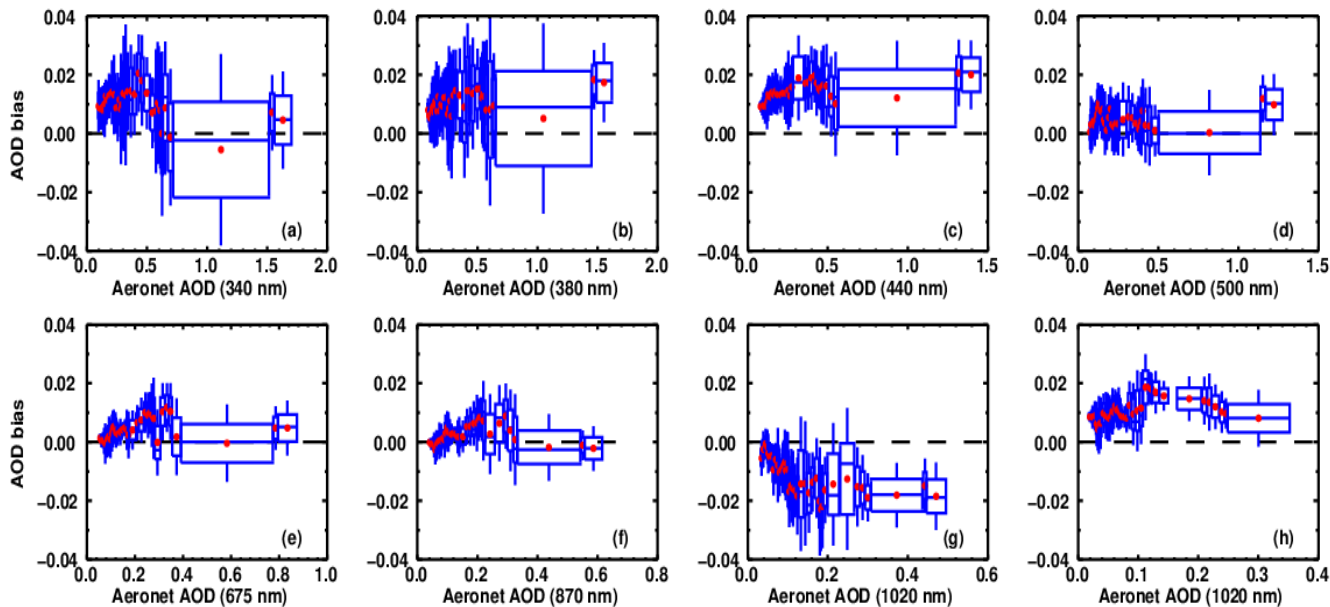 AOD bias
0.04
0.02
0.00
−0.02
−0.04
(a)
0.0 0.5 1.0 1.5 2.0
Aeronet AOD (340 nm)
0.04
0.02
0.00
−0.02
−0.04
(b)
0.0 0.5 1.0 1.5 2.0
Aeronet AOD (380 nm)
0.04
0.02
0.00
−0.02
−0.04
(c)
0.0 0.5 1.0 1.5
Aeronet AOD (440 nm)
0.04
0.02
0.00
−0.02
−0.04
(d)
0.0 0.5 1.0 1.5
Aeronet AOD (500 nm)
AOD bias
0.04
0.02
0.00
−0.02
−0.04
(e)
0.0 0.2 0.4 0.6 0.8 1.0
Aeronet AOD (675 nm)
0.04
0.02
0.00
−0.02
−0.04
(f)
0.0 0.2 0.4 0.6 0.8
Aeronet AOD (870 nm)
0.04
0.02
0.00
−0.02
−0.04
(g)
0.0 0.2 0.4 0.6
Aeronet AOD (1020 nm)
0.04
0.02
0.00
−0.02
−0.04
(h)
0.0 0.1 0.2 0.3 0.4
Aeronet AOD (1020 nm)